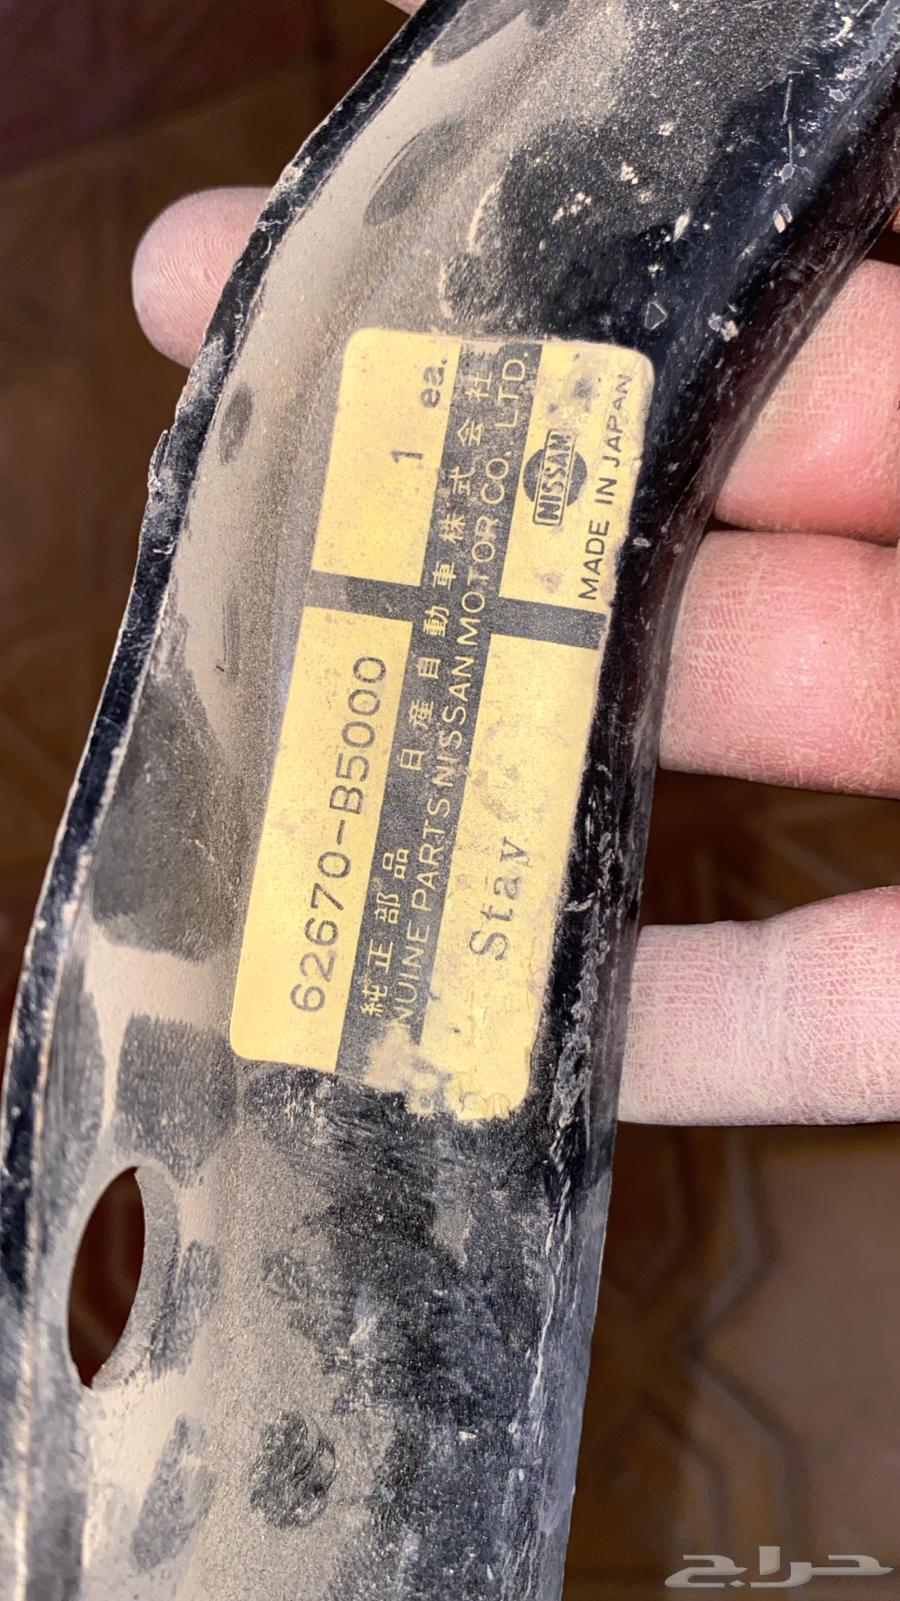 62670-B5000
1 ea.
純正部品 日産自動車株式会社
NUINE PARTS NISSAN MOTOR CO. LTD.
Stay
NISSAN
MADE IN JAPAN
حراج